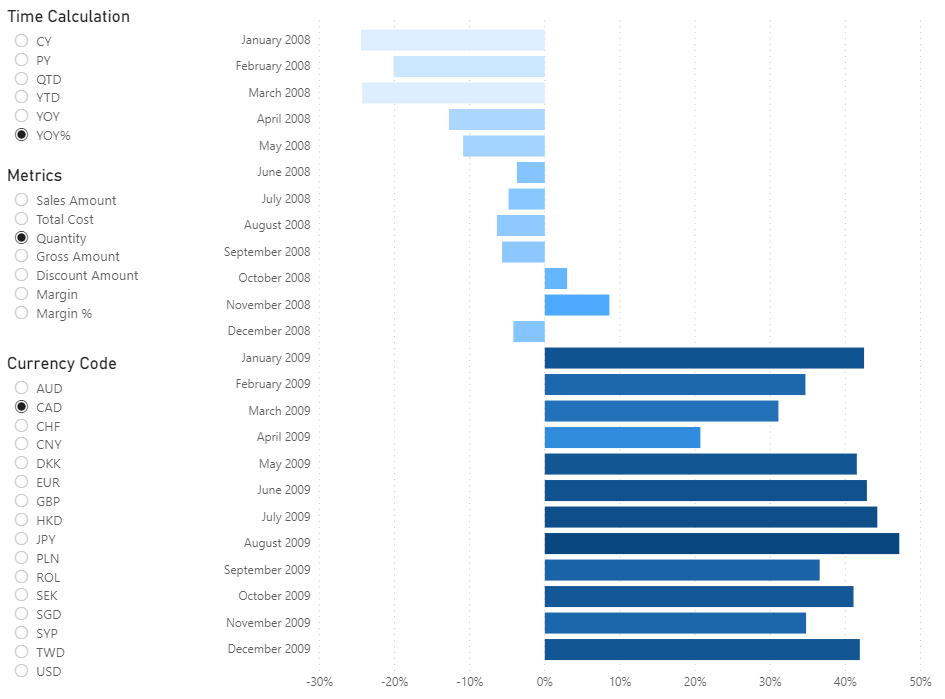 Time Calculation
CY
PY
QTD
YTD
YOY
YOY%
Metrics
Sales Amount
Total Cost
Quantity
Gross Amount
Discount Amount
Margin
Margin %
Currency Code
AUD
CAD
CHF
CNY
DKK
EUR
GBP
HKD
JPY
PLN
ROL
SEK
SGD
SYP
TWD
USD
January 2008
February 2008
March 2008
April 2008
May 2008
June 2008
July 2008
August 2008
September 2008
October 2008
November 2008
December 2008
January 2009
February 2009
March 2009
April 2009
May 2009
June 2009
July 2009
August 2009
September 2009
October 2009
November 2009
December 2009
-30% -20% -10% 0% 10% 20% 30% 40% 50%